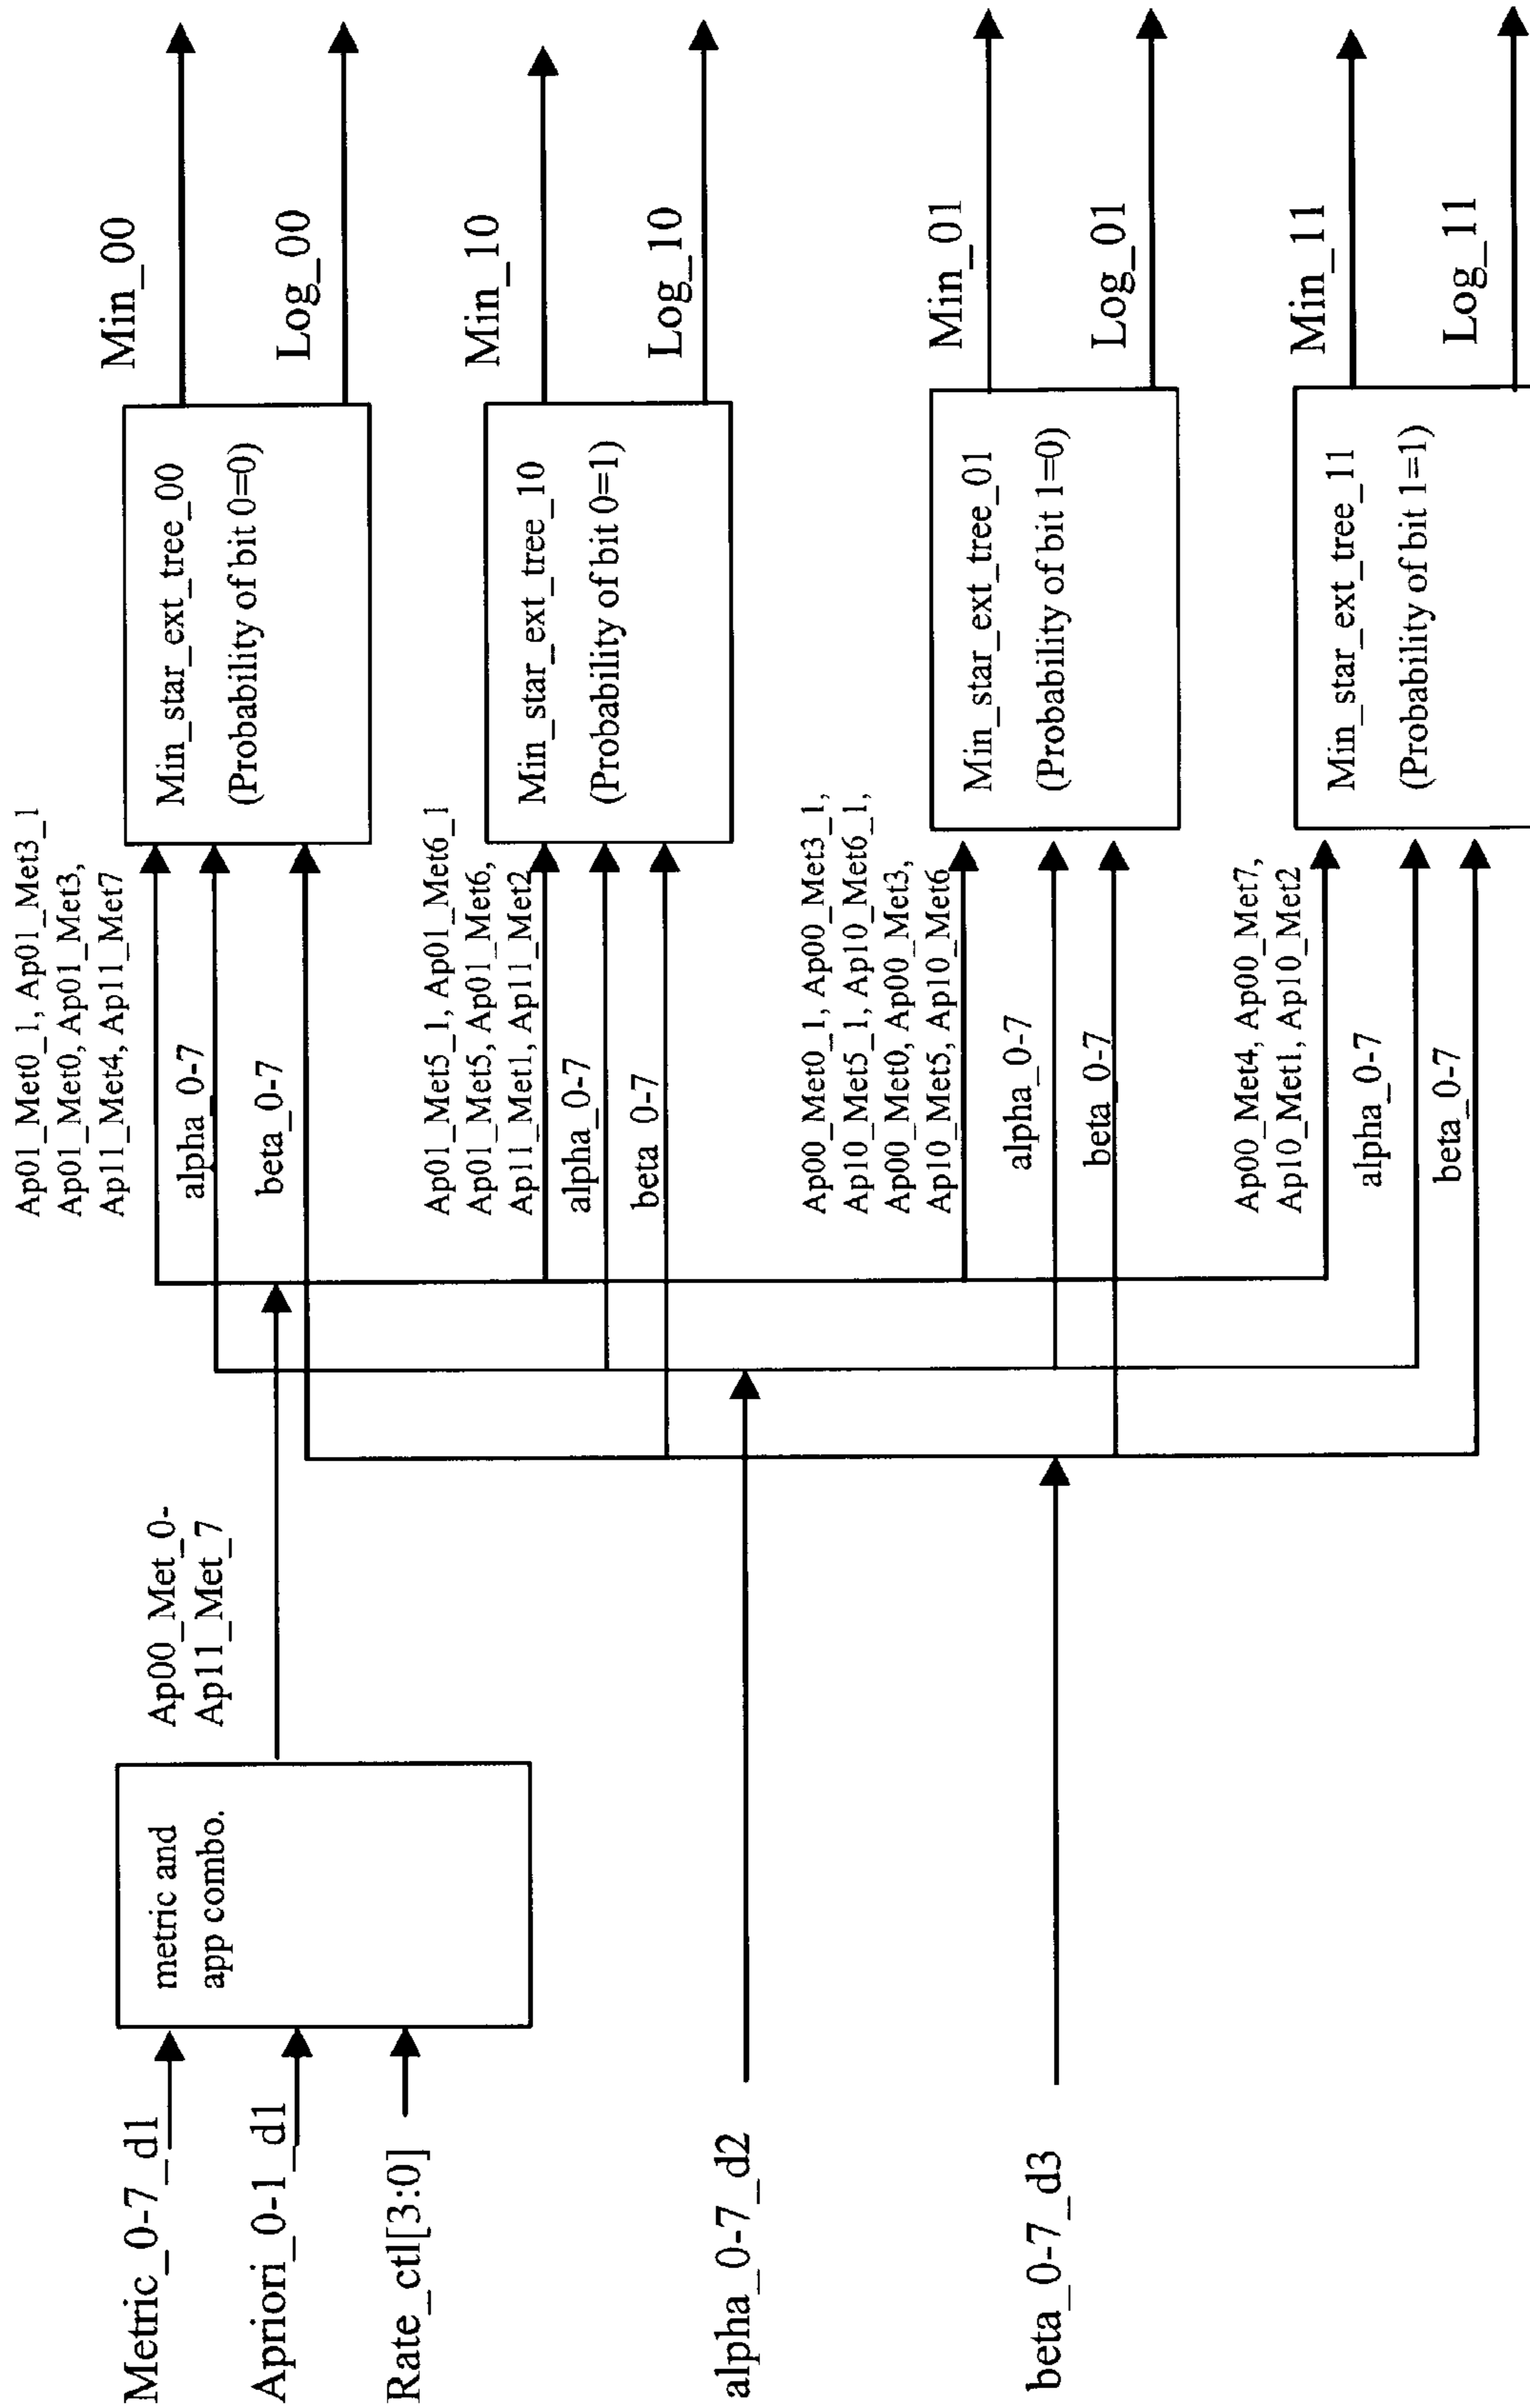 Metric_0-7_d1
Apriori_0-1_d1
Rate_ctl[3:0]
alpha_0-7_d2
beta_0-7_d3
metric and
app combo.
Ap00_Met_0-
Ap11_Met_7
Ap01_Met0_1, Ap01_Met3_1
Ap01_Met0, Ap01_Met3,
Ap11_Met4, Ap11_Met7
alpha_0-7
beta_0-7
Min_star_ext_tree_00
(Probability of bit 0=0)
Min_00
Log_00
Ap01_Met5_1, Ap01_Met6_1
Ap01_Met5, Ap01_Met6,
Ap11_Met1, Ap11_Met2
alpha_0-7
beta_0-7
Min_star_ext_tree_10
(Probability of bit 0=1)
Min_10
Log_10
Ap00_Met0_1, Ap00_Met3_1,
Ap10_Met5_1, Ap10_Met6_1,
Ap00_Met0, Ap00_Met3,
Ap10_Met5, Ap10_Met6
alpha_0-7
beta_0-7
Min_star_ext_tree_01
(Probability of bit 1=0)
Min_01
Log_01
Ap00_Met4, Ap00_Met7,
Ap10_Met1, Ap10_Met2
alpha_0-7
beta_0-7
Min_star_ext_tree_11
(Probability of bit 1=1)
Min_11
Log_11